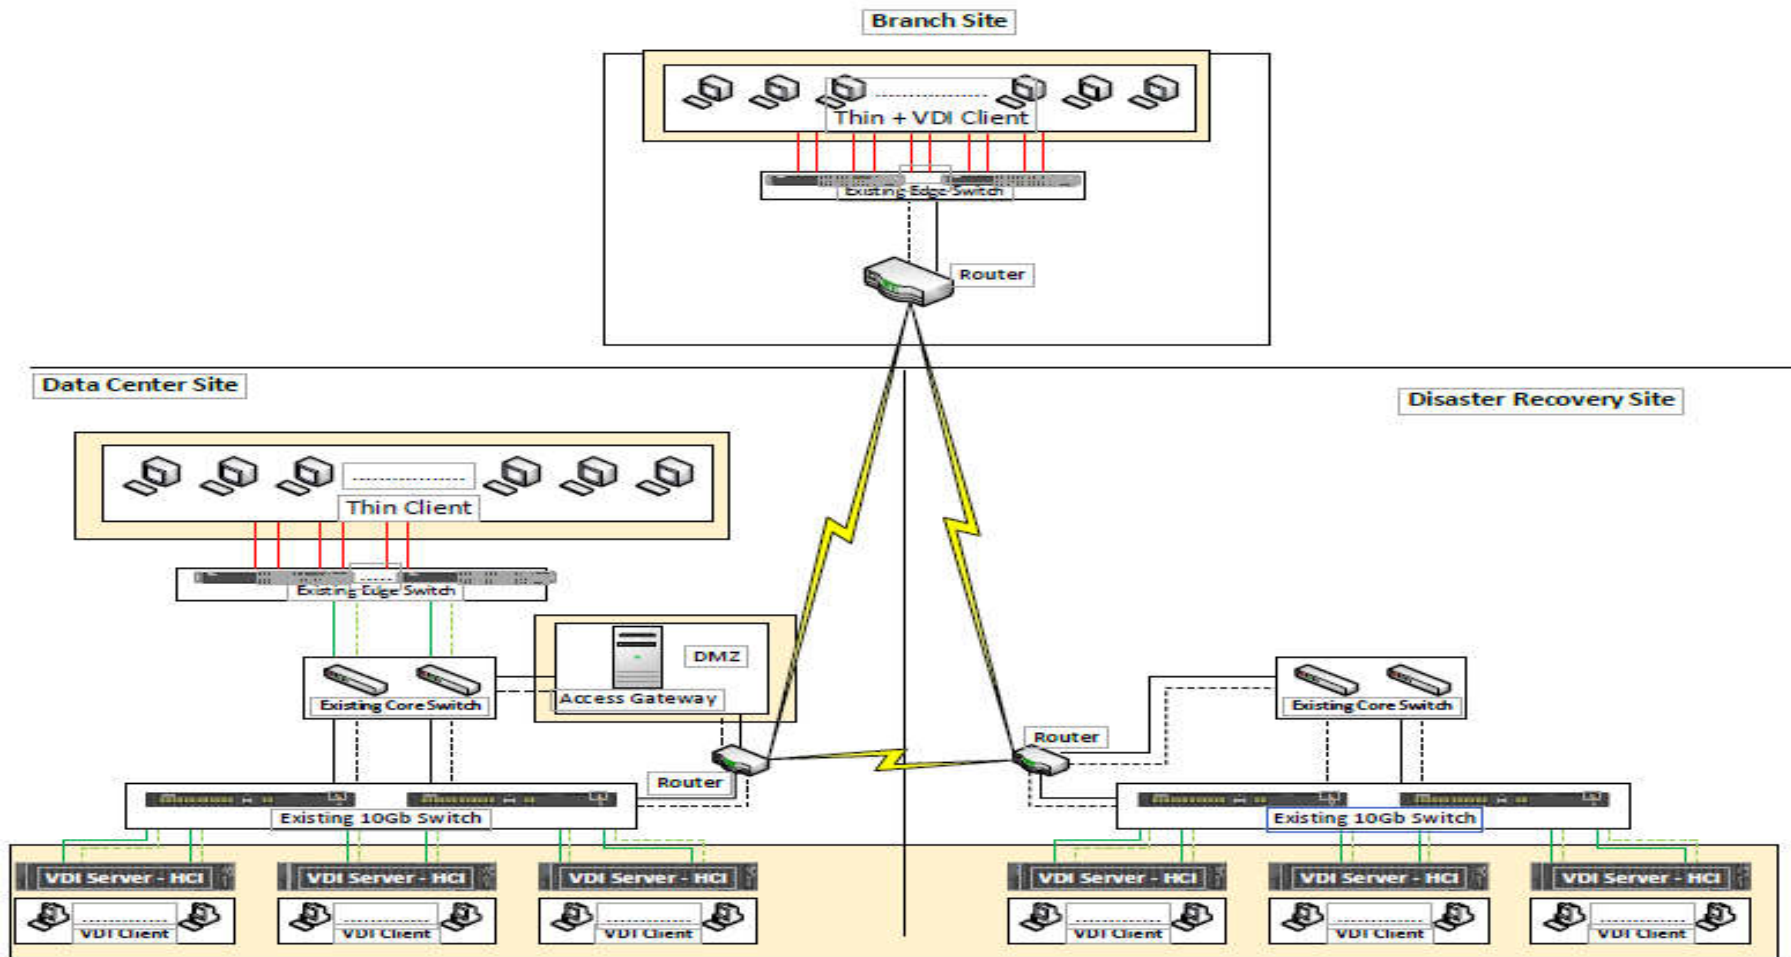 Branch Site
Thin + VDI Client
Existing Edge Switch
Router
Data Center Site
Disaster Recovery Site
Thin Client
Existing Edge Switch
DMZ
Access Gateway
Existing Core Switch
Existing Core Switch
Router
Router
Existing 10Gb Switch
Existing 10Gb Switch
VDI Server - HCI
VDI Server - HCI
VDI Server - HCI
VDI Server - HCI
VDI Server - HCI
VDI Server - HCI
VDI Client
VDI Client
VDI Client
VDI Client
VDI Client
VDI Client